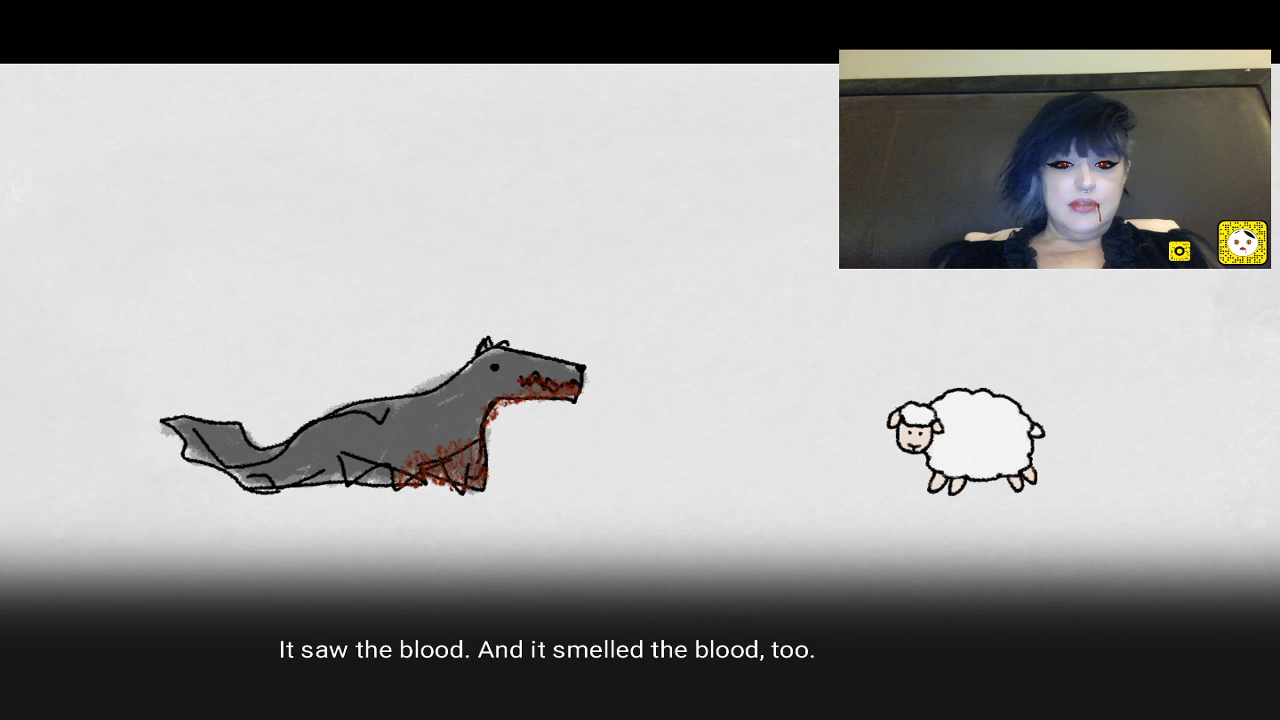 It saw the blood. And it smelled the blood, too.